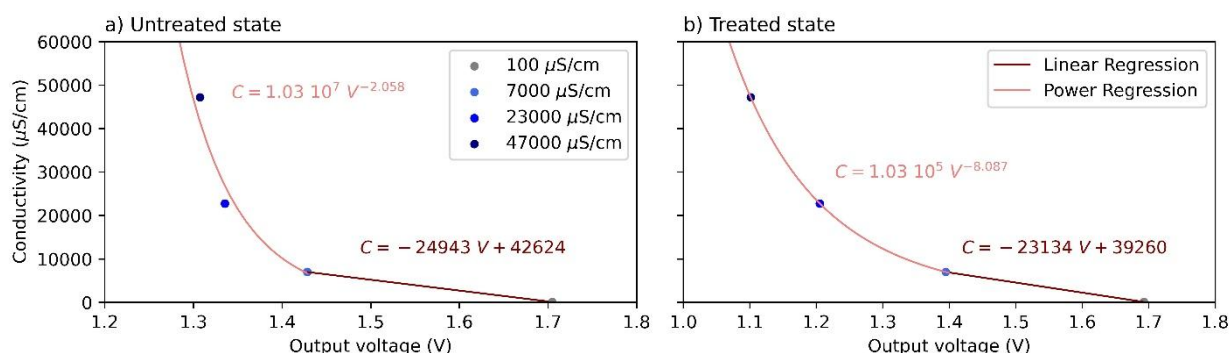 a) Untreated state
60000
50000
40000
30000
20000
10000
0
Conductivity (µS/cm)
C = 1.03 10^7 V^−2.058
100 µS/cm
7000 µS/cm
23000 µS/cm
47000 µS/cm
C = −24943 V + 42624
1.2 1.3 1.4 1.5 1.6 1.7 1.8
Output voltage (V)
b) Treated state
Linear Regression
Power Regression
C = 1.03 10^5 V^−8.087
C = −23134 V + 39260
1.0 1.1 1.2 1.3 1.4 1.5 1.6 1.7 1.8
Output voltage (V)